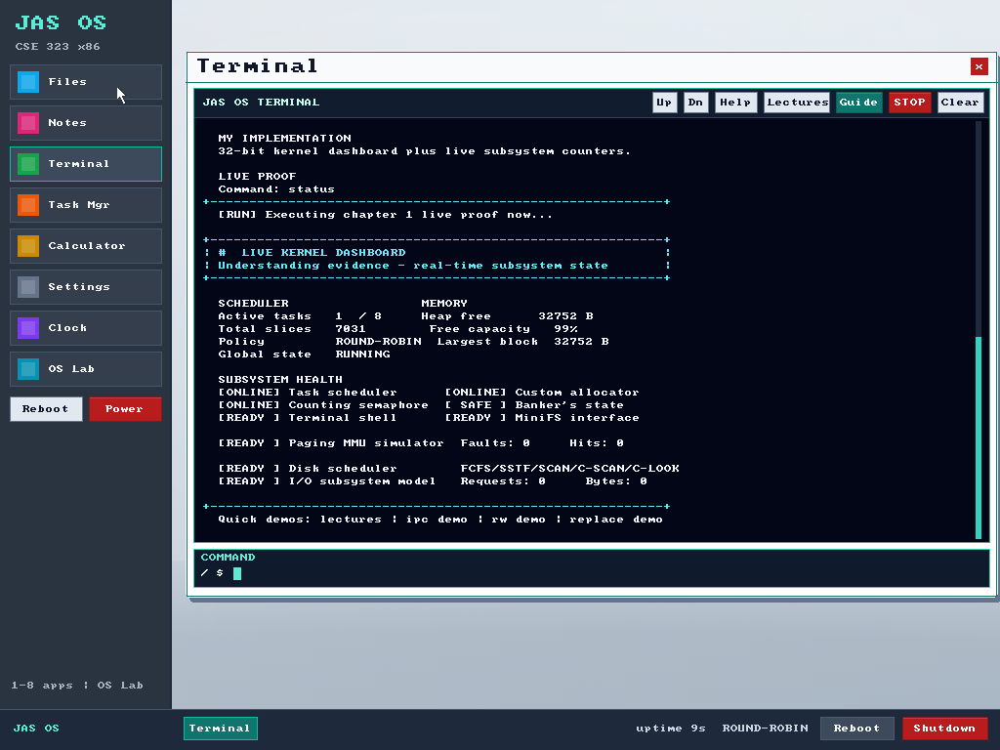 JAS OS
CSE 323 x86
Files
Notes
Terminal
Task Mgr
Calculator
Settings
Clock
OS Lab
Reboot Power
1-8 apps | OS Lab
Terminal x
JAS OS TERMINAL Up Dn Help Lectures Guide STOP Clear
MY IMPLEMENTATION
32-bit kernel dashboard plus live subsystem counters.
LIVE PROOF
Command: status
+-----------------------------------------------------------+
[RUN] Executing chapter 1 live proof now...
+-----------------------------------------------------------+
| # LIVE KERNEL DASHBOARD |
| Understanding evidence - real-time subsystem state |
+-----------------------------------------------------------+
SCHEDULER MEMORY
Active tasks 1 / 8 Heap free 32752 B
Total slices 7031 Free capacity 99%
Policy ROUND-ROBIN Largest block 32752 B
Global state RUNNING
SUBSYSTEM HEALTH
[ONLINE] Task scheduler [ONLINE] Custom allocator
[ONLINE] Counting semaphore [ SAFE ] Banker's state
[READY ] Terminal shell [READY ] MiniFS interface
[READY ] Paging MMU simulator Faults: 0 Hits: 0
[READY ] Disk scheduler FCFS/SSTF/SCAN/C-SCAN/C-LOOK
[READY ] I/O subsystem model Requests: 0 Bytes: 0
+-----------------------------------------------------------+
Quick demos: lectures | ipc demo | rw demo | replace demo
COMMAND
/ $
JAS OS Terminal uptime 9s ROUND-ROBIN Reboot Shutdown